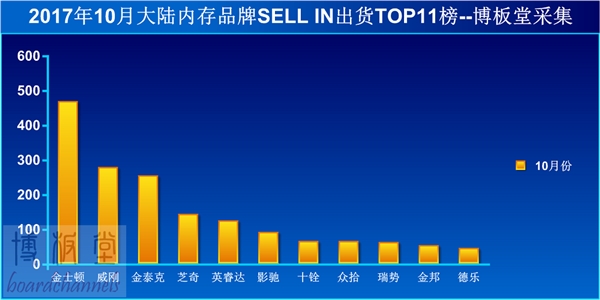 2017年10月大陆内存品牌SELL IN出货TOP11榜--博板堂采集
600
500
400
300
200
100
0
10月份
金士顿 威刚 金泰克 芝奇 英睿达 影驰 十铨 众拾 瑞势 金邦 德乐
博板堂
boardchannels